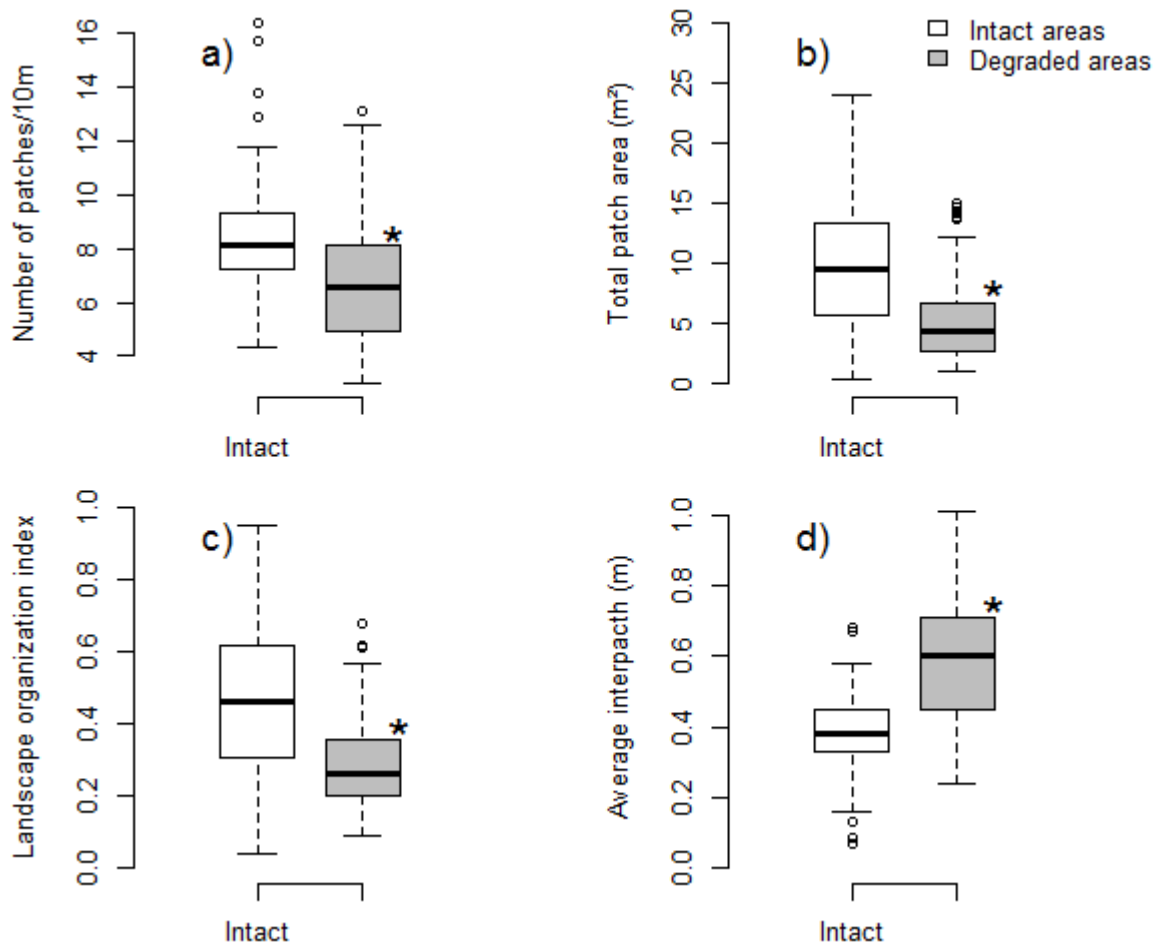 a)
Number of patches/10m
16
14
12
10
8
6
4
*
Intact
b)
Total patch area (m²)
30
25
20
15
10
5
0
Intact areas
Degraded areas
*
Intact
c)
Landscape organization index
1.0
0.8
0.6
0.4
0.2
0.0
*
Intact
d)
Average interpacth (m)
1.0
0.8
0.6
0.4
0.2
0.0
*
Intact